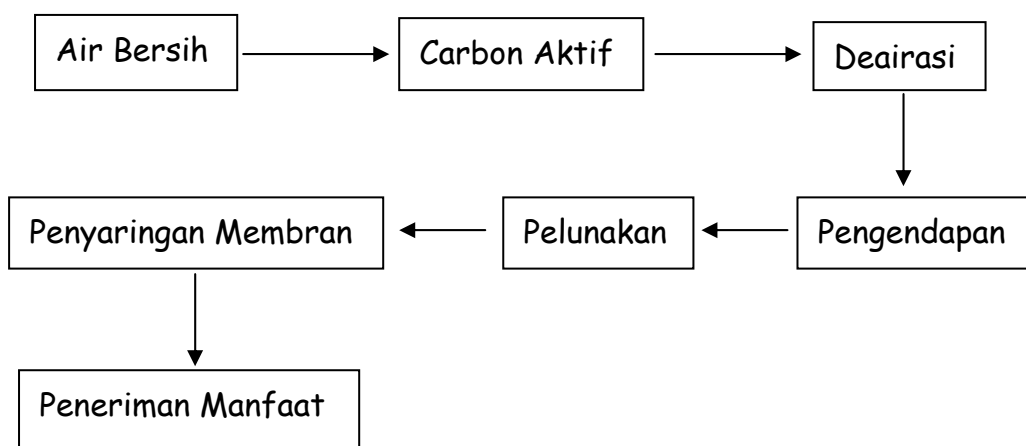 Air Bersih
Carbon Aktif
Deairasi
Pengendapan
Pelunakan
Penyaringan Membran
Peneriman Manfaat